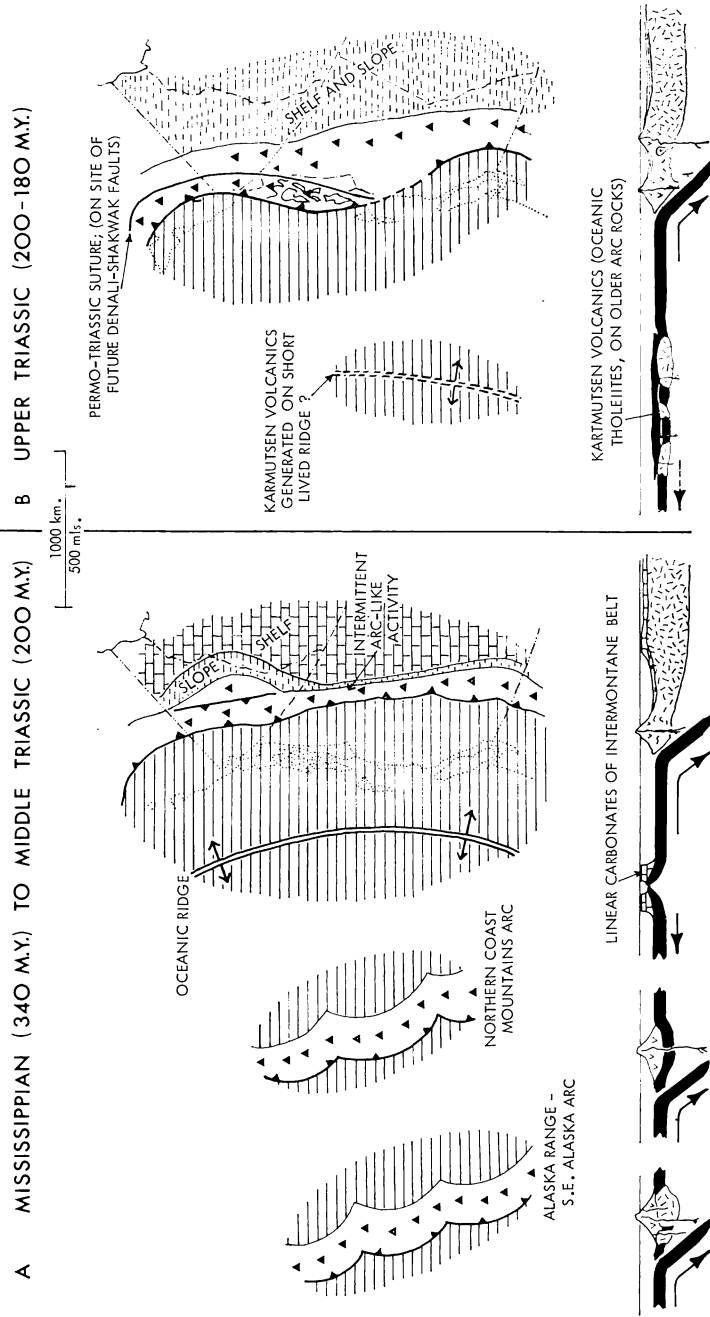 A MISSISSIPPIAN (340 M.Y.) TO MIDDLE TRIASSIC (200 M.Y.)
SLOPE
SHELF
INTERMITTENT
ARC-LIKE
ACTIVITY
OCEANIC RIDGE
NORTHERN COAST
MOUNTAINS ARC
ALASKA RANGE -
S.E. ALASKA ARC
LINEAR CARBONATES OF INTERMONTANE BELT
1000 km.
500 mls.
B UPPER TRIASSIC (200-180 M.Y.)
PERMO-TRIASSIC SUTURE; (ON SITE OF
FUTURE DENALI-SHAKWAK FAULTS)
SHELF AND SLOPE
KARMUTSEN VOLCANICS
GENERATED ON SHORT
LIVED RIDGE ?
KARTMUTSEN VOLCANICS (OCEANIC
THOLEIITES, ON OLDER ARC ROCKS)